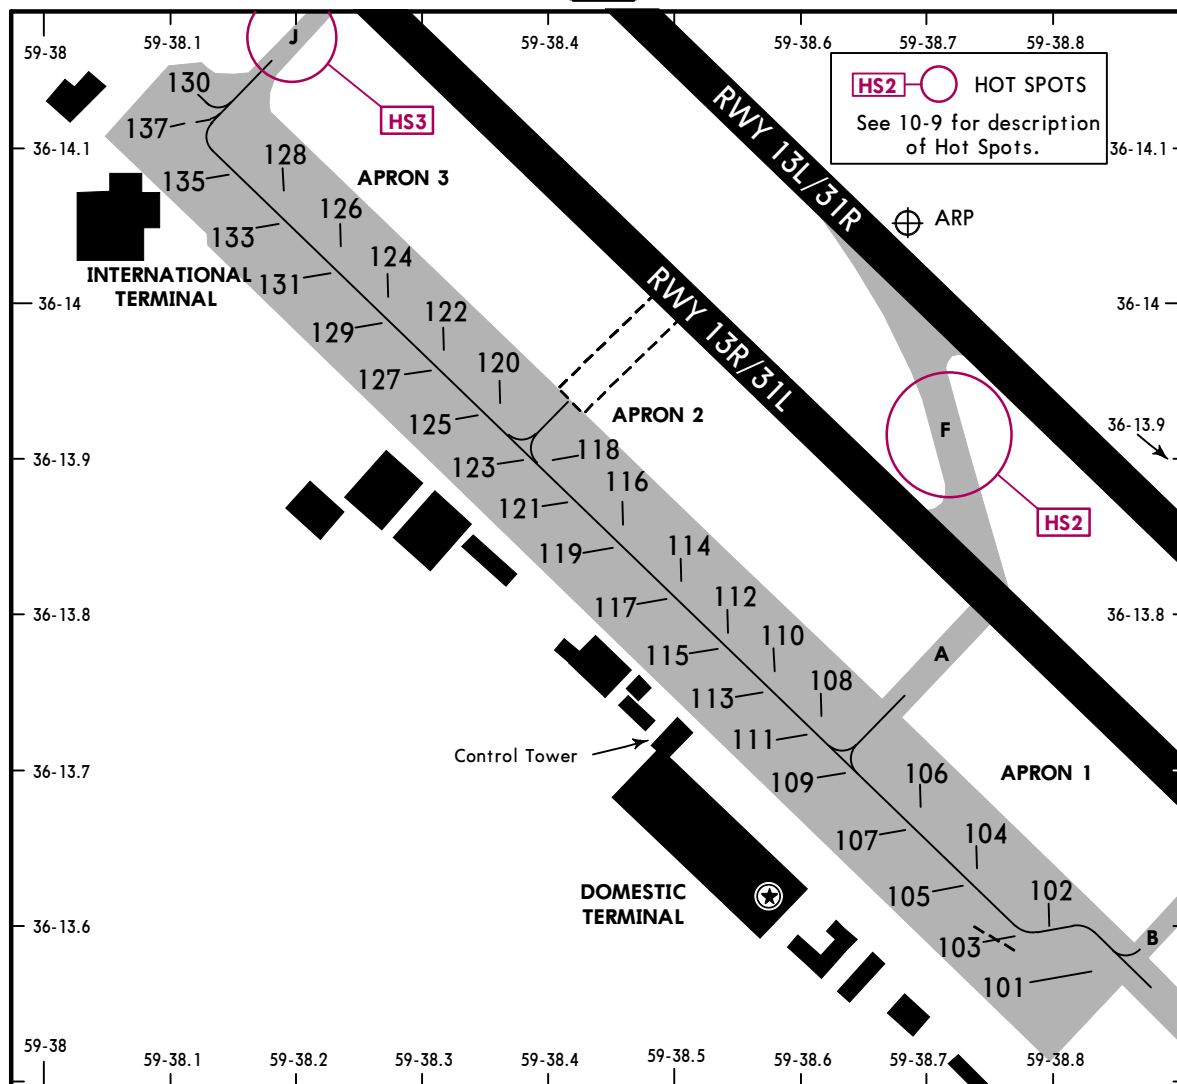 59-38
59-38.1
59-38.4
59-38.6
59-38.7
59-38.8
J
130
137
HS3
HS2
HOT SPOTS
See 10-9 for description
of Hot Spots.
RWY 13L/31R
36-14.1
36-14.1
128
135
APRON 3
126
133
ARP
124
INTERNATIONAL
TERMINAL
131
RWY 13R/31L
36-14
36-14
122
129
120
127
APRON 2
125
F
36-13.9
118
123
36-13.9
116
121
HS2
119
114
117
112
36-13.8
36-13.8
110
115
A
108
113
111
Control Tower
36-13.7
109
106
APRON 1
107
104
105
102
DOMESTIC
TERMINAL
36-13.6
103
B
101
59-38
59-38.1
59-38.2
59-38.3
59-38.4
59-38.5
59-38.6
59-38.7
59-38.8